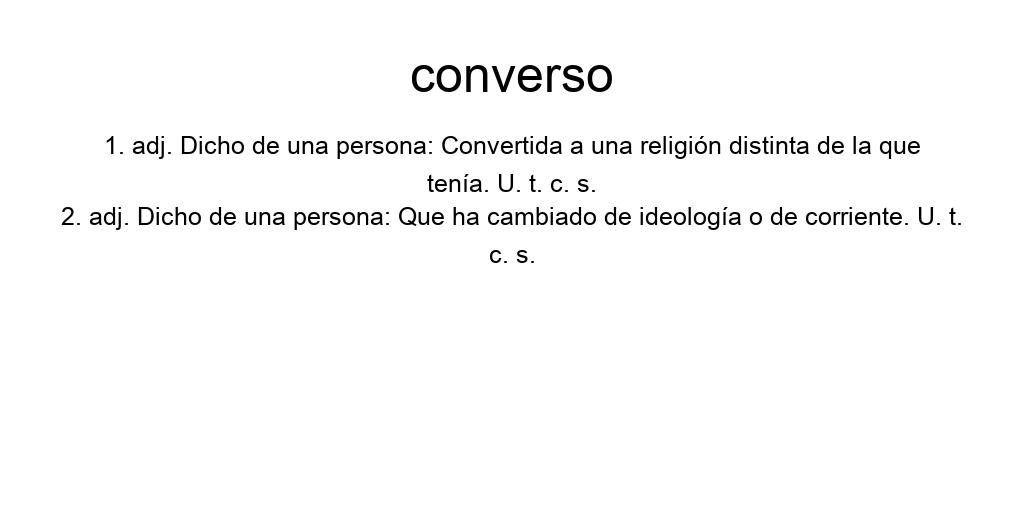 converso
1. adj. Dicho de una persona: Convertida a una religión distinta de la que
tenía. U. t. c. s.
2. adj. Dicho de una persona: Que ha cambiado de ideología o de corriente. U. t.
c. s.